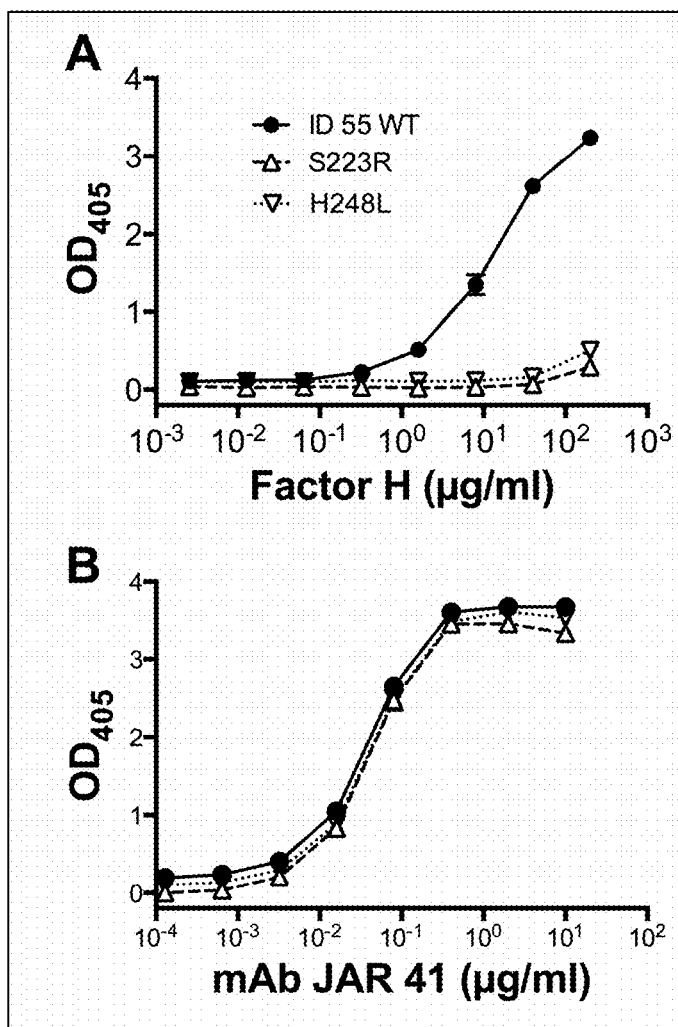 A
4
3
2
1
0
OD405
ID 55 WT
S223R
H248L
10-3 10-2 10-1 100 101 102 103
Factor H (µg/ml)
B
4
3
2
1
0
OD405
10-4 10-3 10-2 10-1 100 101 102
mAb JAR 41 (µg/ml)